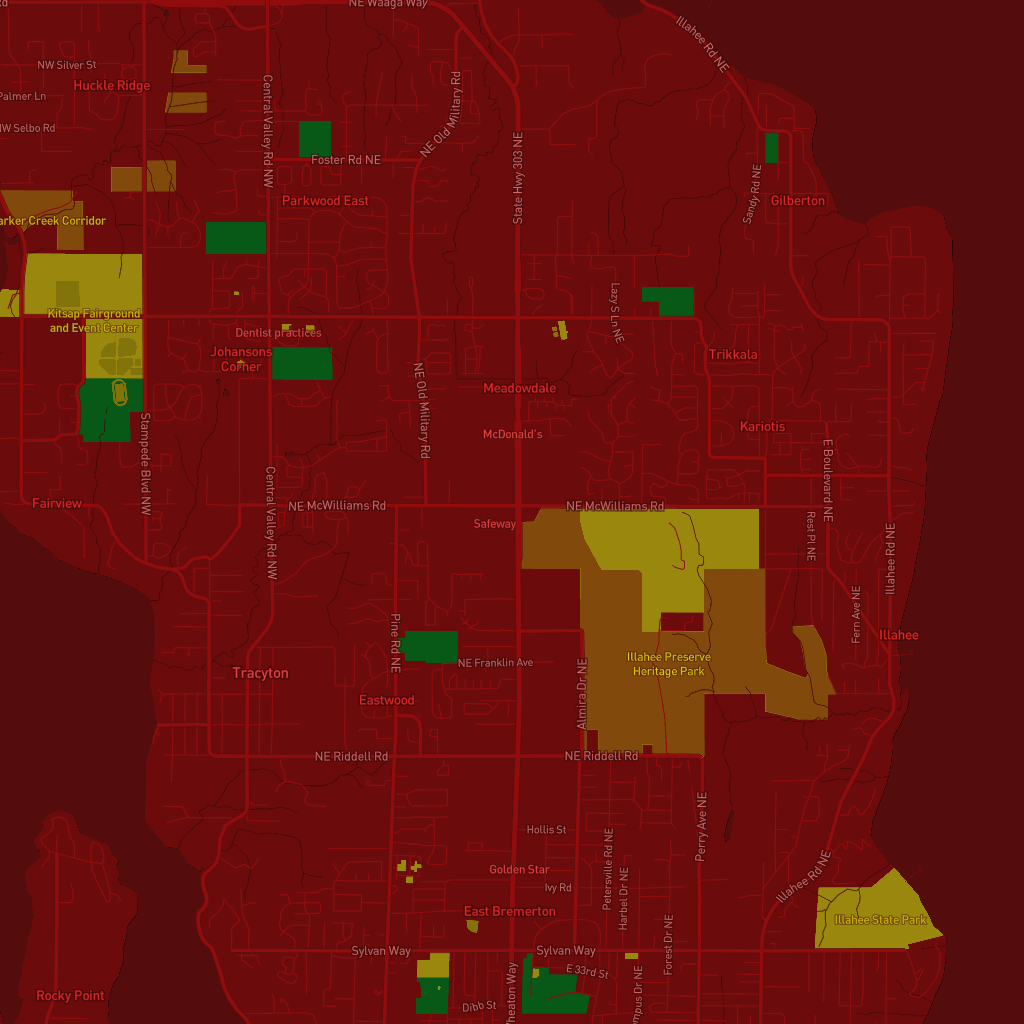 Rd
NE Waaga Way
Illahee Rd NE
NW Silver St
Huckle Ridge
Palmer Ln
NW Selbo Rd
Central Valley Rd NW
NE Old Military Rd
State Hwy 303 NE
Foster Rd NE
Sandy Rd NE
Parkwood East
Gilberton
arker Creek Corridor
Kitsap Fairground
and Event Center
Lazy S Ln NE
Dentist practices
Johansons
Corner
Trikkala
Meadowdale
NE Old Military Rd
Kariotis
McDonald's
Stampede Blvd NW
E Boulevard NE
Fairview
Central Valley Rd NW
NE McWilliams Rd
NE McWilliams Rd
Safeway
Rest Pl NE
Illahee Rd NE
Fern Ave NE
Pine Rd NE
Illahee
NE Franklin Ave
Illahee Preserve
Heritage Park
Tracyton
Almira Dr NE
Eastwood
NE Riddell Rd
NE Riddell Rd
Perry Ave NE
Hollis St
Petersville Rd NE
Golden Star
Harbel Dr NE
Ivy Rd
Illahee Rd NE
East Bremerton
Illahee State Park
Forest Dr NE
Sylvan Way
Sylvan Way
E 33rd St
Rocky Point
Dibb St
heaton Way
mpus Dr NE